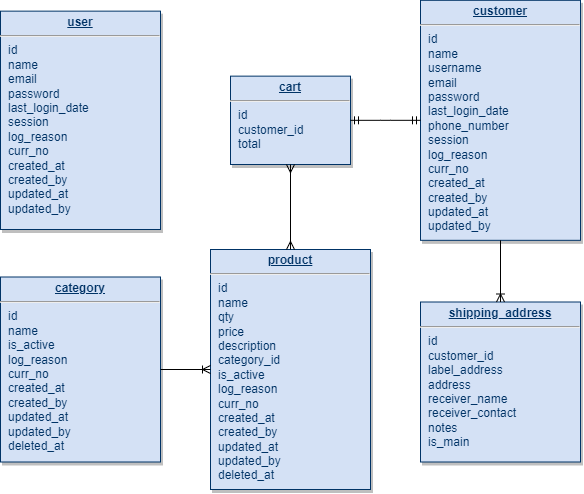 user
id
name
email
password
last_login_date
session
log_reason
curr_no
created_at
created_by
updated_at
updated_by
cart
id
customer_id
total
customer
id
name
username
email
password
last_login_date
phone_number
session
log_reason
curr_no
created_at
created_by
updated_at
updated_by
category
id
name
is_active
log_reason
curr_no
created_at
created_by
updated_at
updated_by
deleted_at
product
id
name
qty
price
description
category_id
is_active
log_reason
curr_no
created_at
created_by
updated_at
updated_by
deleted_at
shipping_address
id
customer_id
label_address
address
receiver_name
receiver_contact
notes
is_main